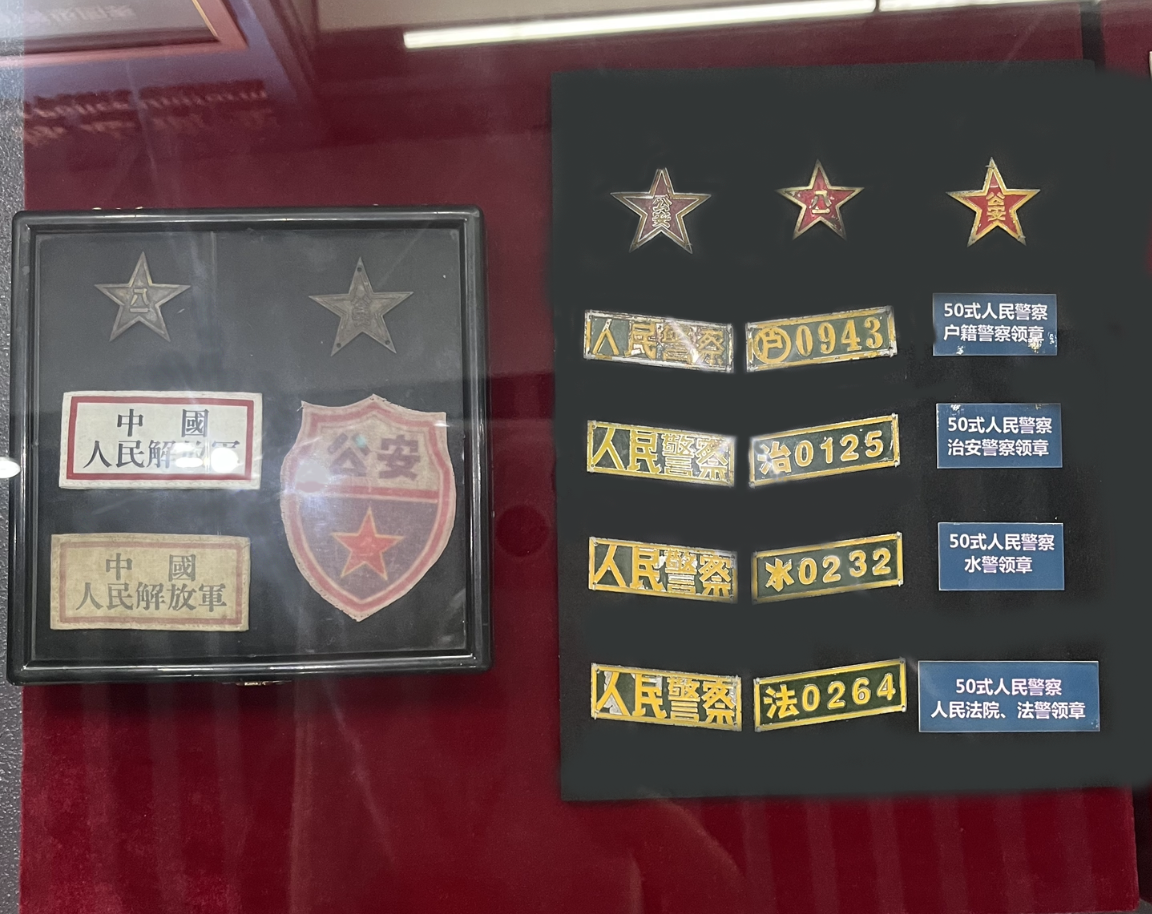 八一
中國
人民解放軍
中國
人民解放軍
公安
公安
八一
公安
人民警察
户0943
50式人民警察
户籍警察领章
人民警察
治0125
50式人民警察
治安警察领章
人民警察
水0232
50式人民警察
水警领章
人民警察
法0264
50式人民警察
人民法院、法警领章